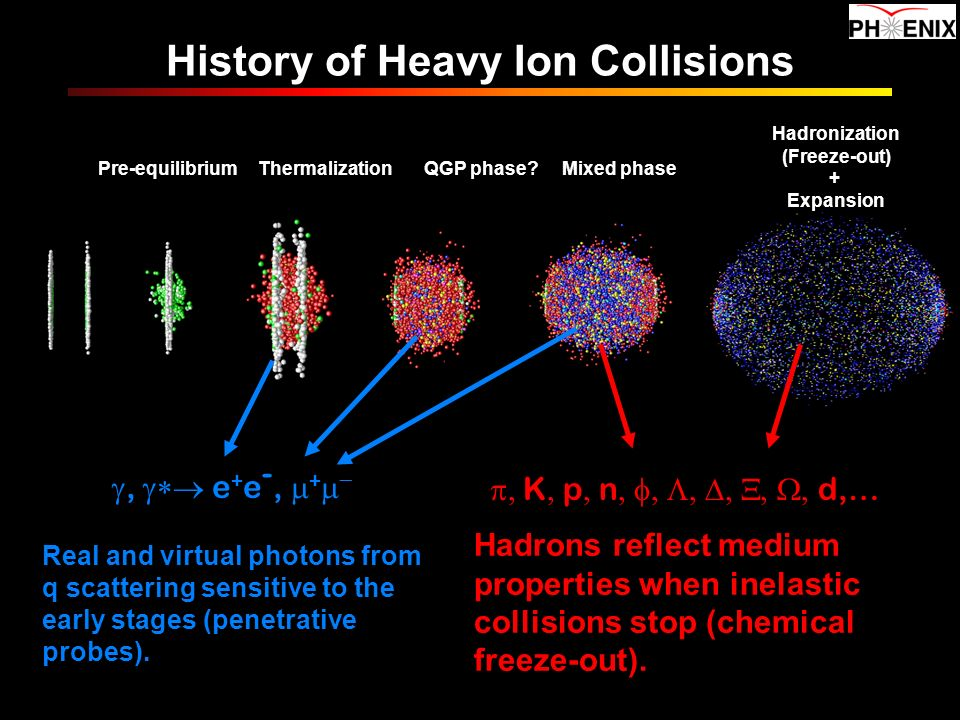 PHENIX
History of Heavy Ion Collisions
Hadronization
(Freeze-out)
+
Expansion
Pre-equilibrium Thermalization QGP phase? Mixed phase
γ, γ*→ e⁺e⁻, μ⁺μ⁻
π, K, p, n, φ, Λ, Δ, Ξ, Ω, d,…
Real and virtual photons from
q scattering sensitive to the
early stages (penetrative
probes).
Hadrons reflect medium
properties when inelastic
collisions stop (chemical
freeze-out).